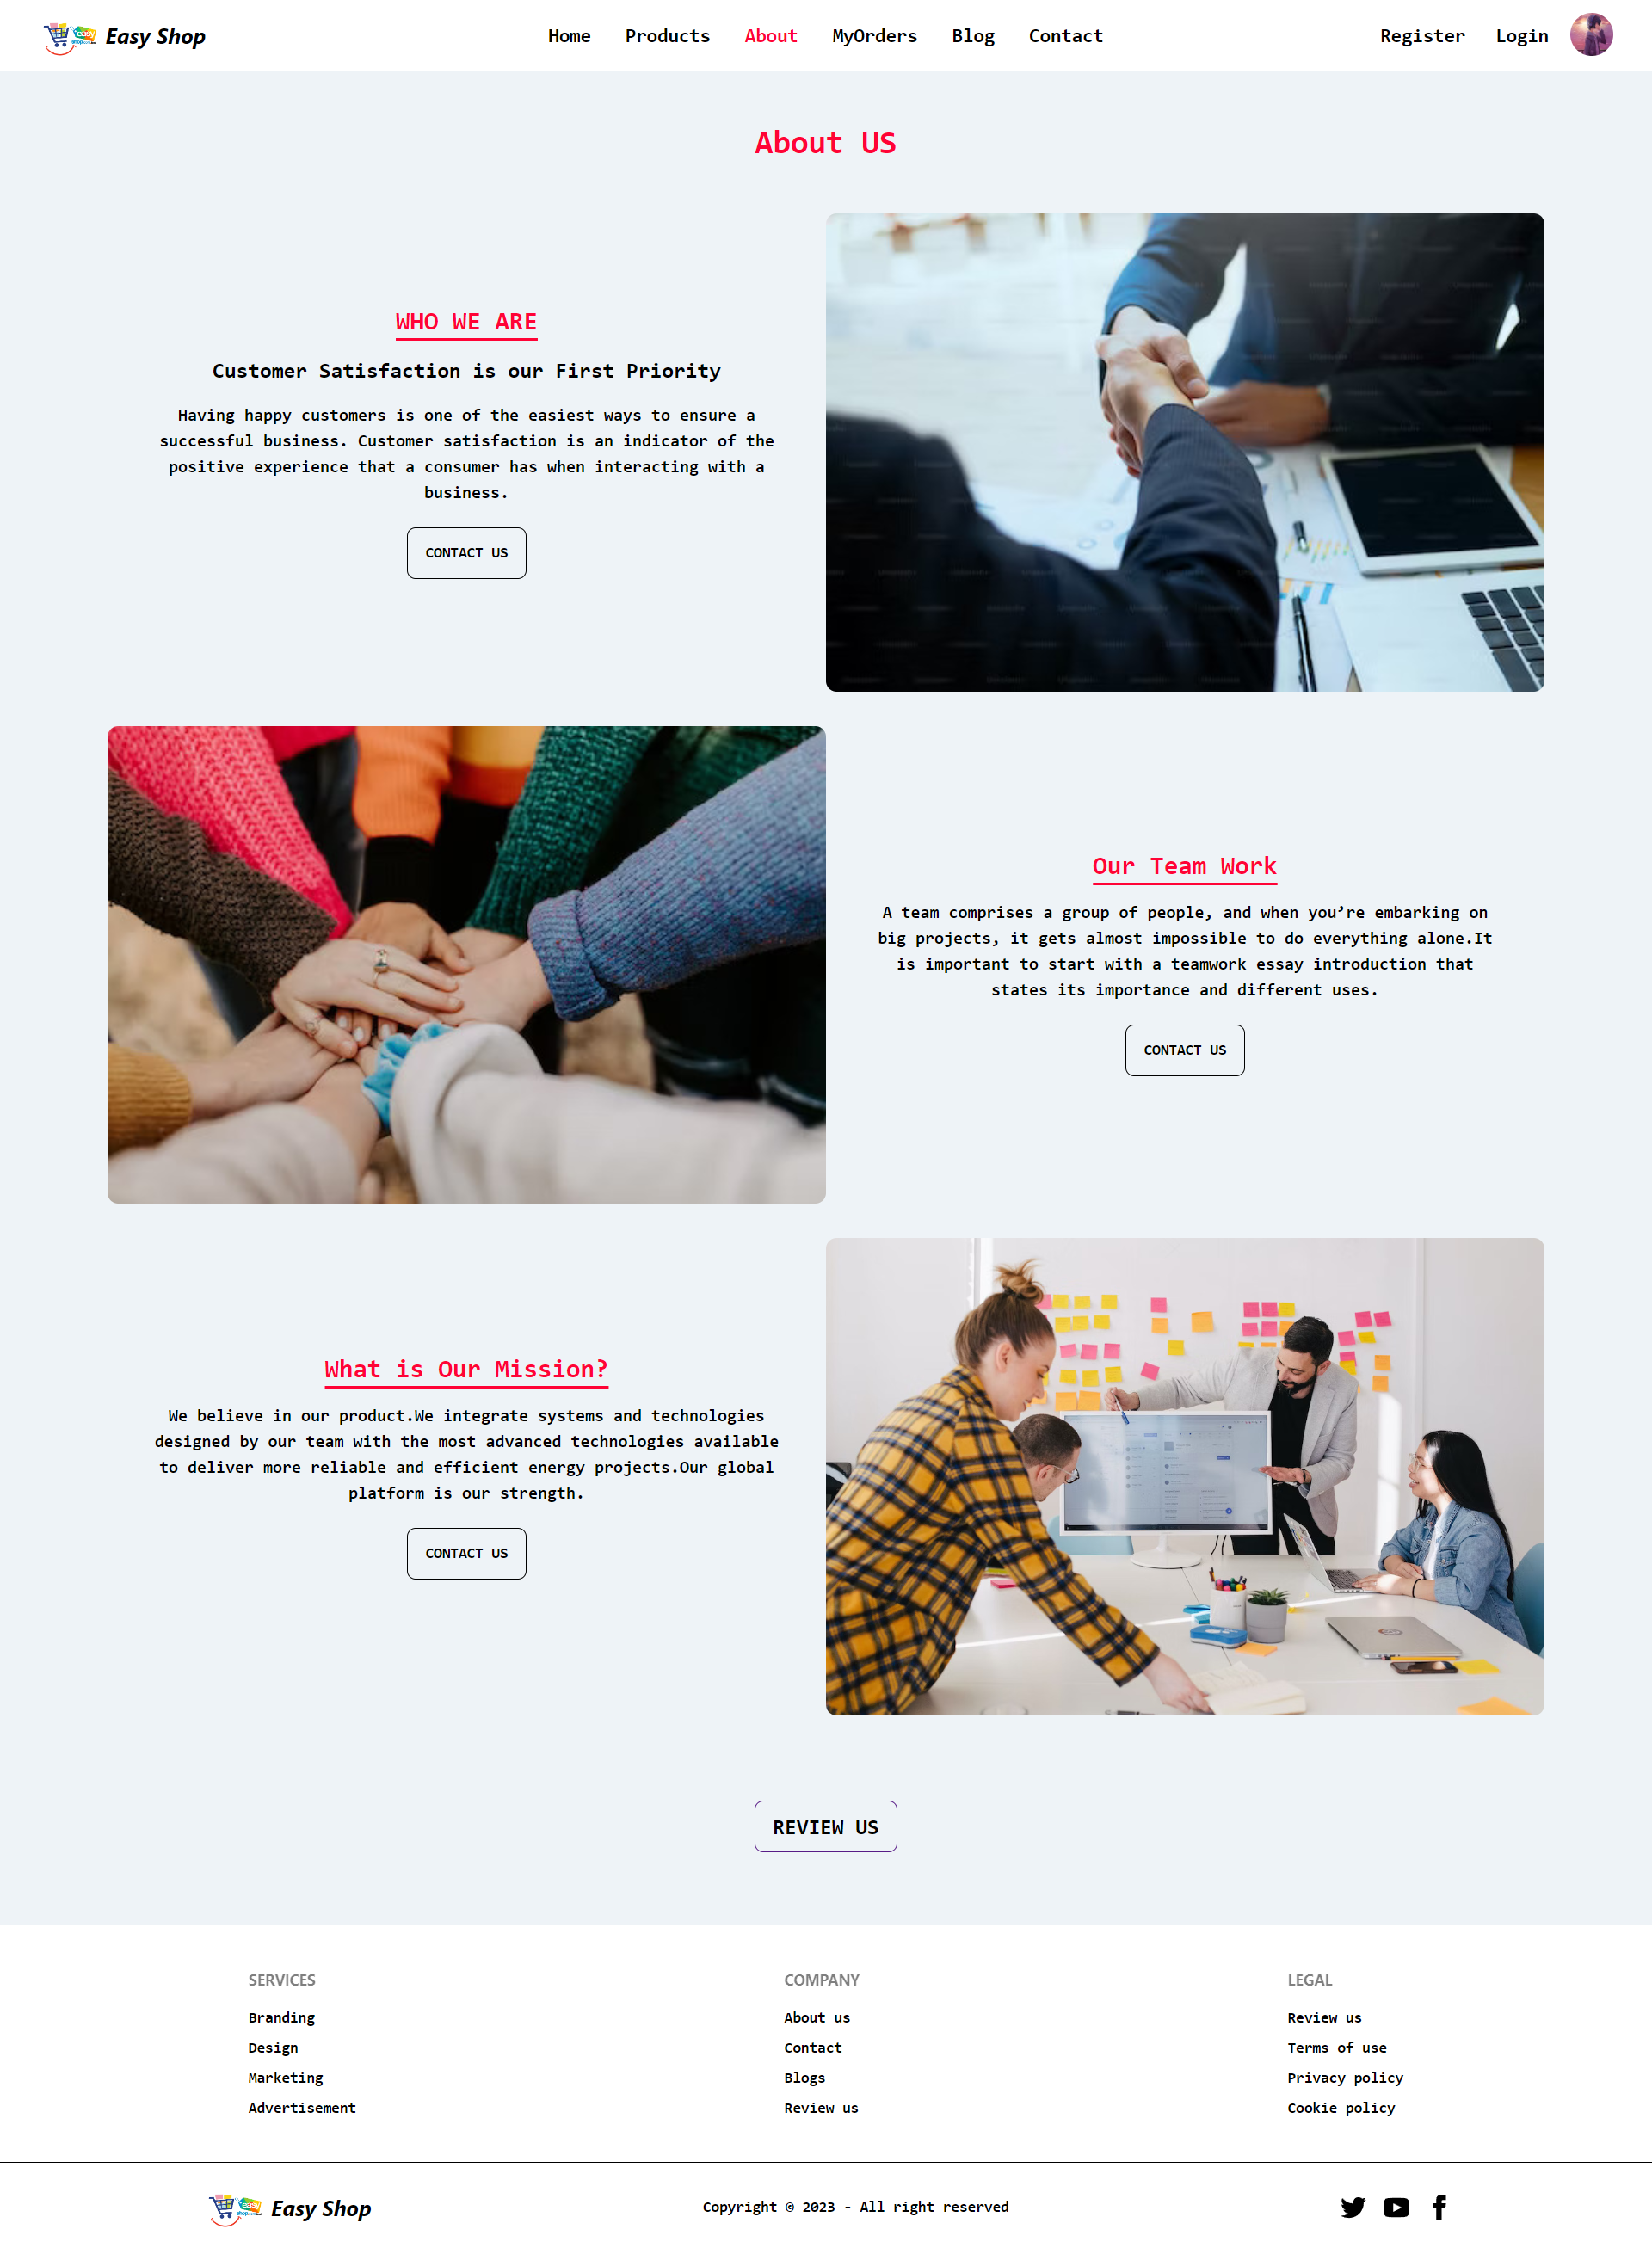 Easy Shop
Home Products About MyOrders Blog Contact
Register Login
About US
WHO WE ARE
Customer Satisfaction is our First Priority
Having happy customers is one of the easiest ways to ensure a
successful business. Customer satisfaction is an indicator of the
positive experience that a consumer has when interacting with a
business.
CONTACT US
Our Team Work
A team comprises a group of people, and when you’re embarking on
big projects, it gets almost impossible to do everything alone.It
is important to start with a teamwork essay introduction that
states its importance and different uses.
CONTACT US
What is Our Mission?
We believe in our product.We integrate systems and technologies
designed by our team with the most advanced technologies available
to deliver more reliable and efficient energy projects.Our global
platform is our strength.
CONTACT US
REVIEW US
SERVICES
Branding
Design
Marketing
Advertisement
COMPANY
About us
Contact
Blogs
Review us
LEGAL
Review us
Terms of use
Privacy policy
Cookie policy
Easy Shop
Copyright © 2023 - All right reserved